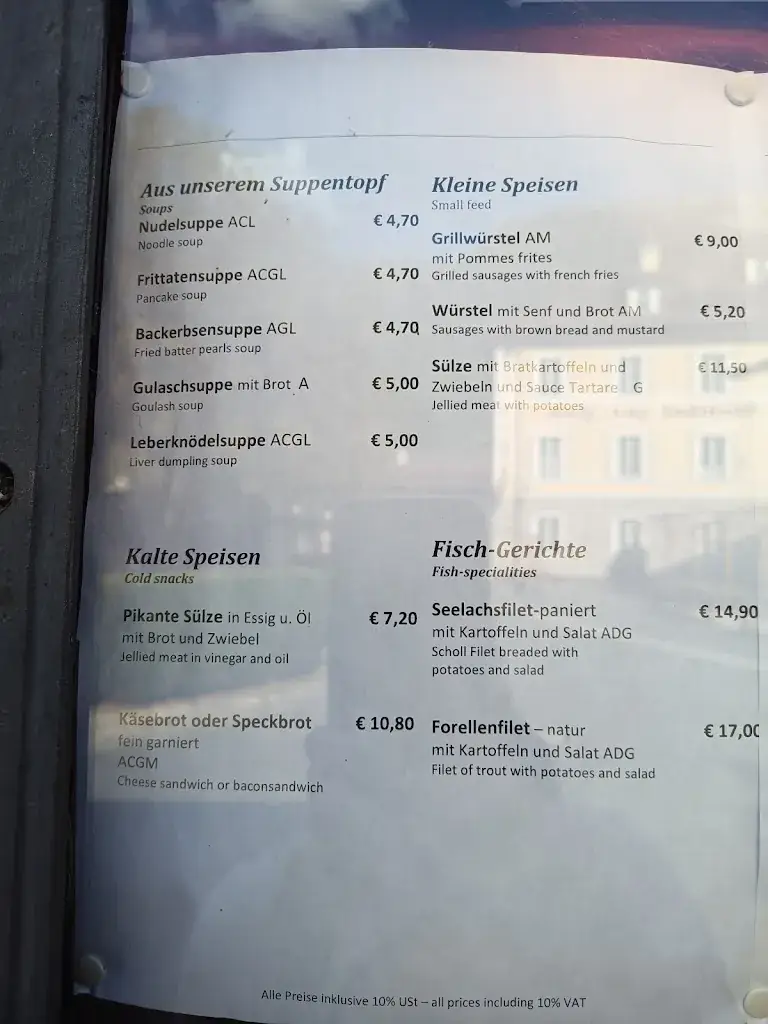 Aus unserem Suppentopf
Soups
Nudelsuppe ACL € 4,70
Noodle soup
Frittatensuppe ACGL € 4,70
Pancake soup
Backerbsensuppe AGL € 4,70
Fried batter pearls soup
Gulaschsuppe mit Brot A € 5,00
Goulash soup
Leberknödelsuppe ACGL € 5,00
Liver dumpling soup
Kleine Speisen
Small feed
Grillwürstel AM € 9,00
mit Pommes frites
Grilled sausages with french fries
Würstel mit Senf und Brot AM € 5,20
Sausages with brown bread and mustard
Sülze mit Bratkartoffeln und € 11,50
Zwiebeln und Sauce Tartare G
Jellied meat with potatoes
Kalte Speisen
Cold snacks
Pikante Sülze in Essig u. Öl € 7,20
mit Brot und Zwiebel
Jellied meat in vinegar and oil
Käsebrot oder Speckbrot € 10,80
fein garniert
ACGM
Cheese sandwich or baconsandwich
Fisch-Gerichte
Fish-specialities
Seelachsfilet-paniert € 14,90
mit Kartoffeln und Salat ADG
Scholl Filet breaded with
potatoes and salad
Forellenfilet – natur € 17,00
mit Kartoffeln und Salat ADG
Filet of trout with potatoes and salad
Alle Preise inklusive 10% USt – all prices including 10% VAT